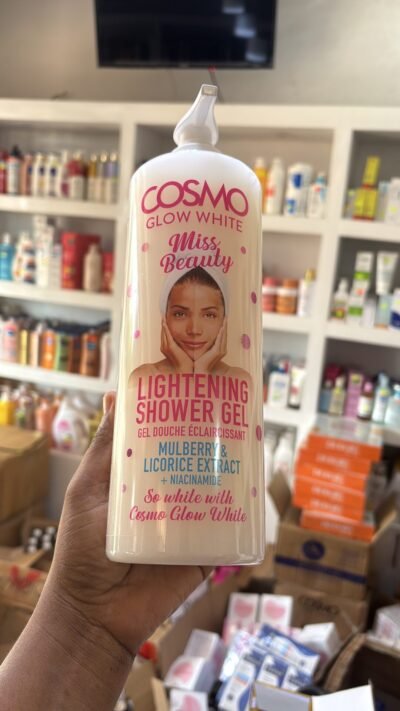 COSMO
GLOW WHITE
Miss
Beauty
LIGHTENING
SHOWER GEL
GEL DOUCHE ÉCLAIRCISSANT
MULBERRY &
LICORICE EXTRACT
+ NIACINAMIDE
So white with
Cosmo Glow White
COSMO